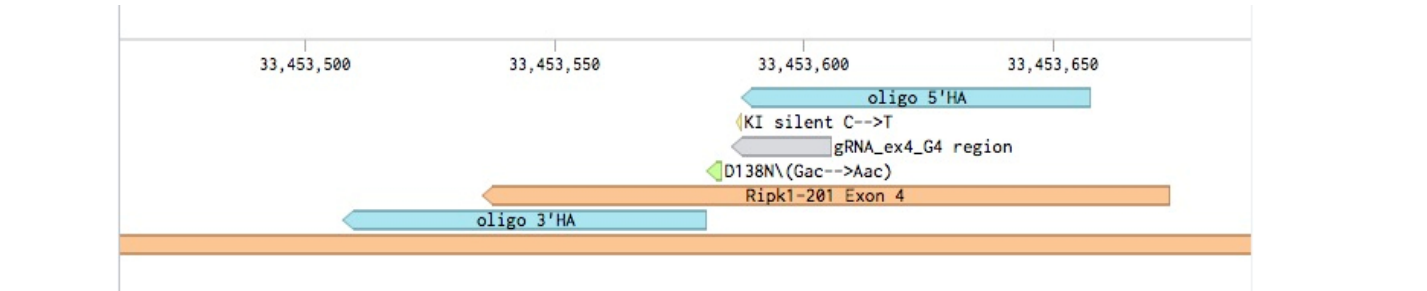 33,453,500 33,453,550 33,453,600 33,453,650
oligo 5'HA
KI silent C-->T
gRNA_ex4_G4 region
D138N\(Gac-->Aac)
Ripk1-201 Exon 4
oligo 3'HA